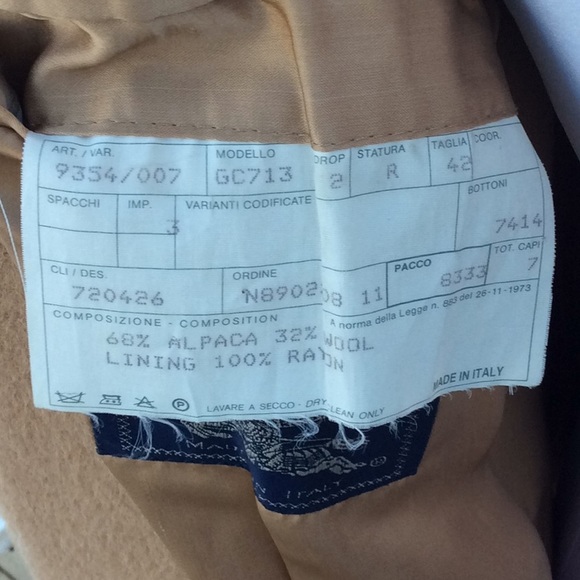 ART./VAR. MODELLO DROP STATURA TAGLIA COOR.
9354/007 GC713 2 R 42
SPACCHI IMP. VARIANTI CODIFICATE BOTTONI
3 7414
CLI/DES. ORDINE PACCO TOT. CAPI
720426 N8902 08 11 8333 7
COMPOSIZIONE - COMPOSITION A norma della Legge n. 883 del 26-11-1973
68% ALPACA 32% WOOL
LINING 100% RAYON
MADE IN ITALY
P LAVARE A SECCO - DRY CLEAN ONLY
MADE
IN ITALY ®